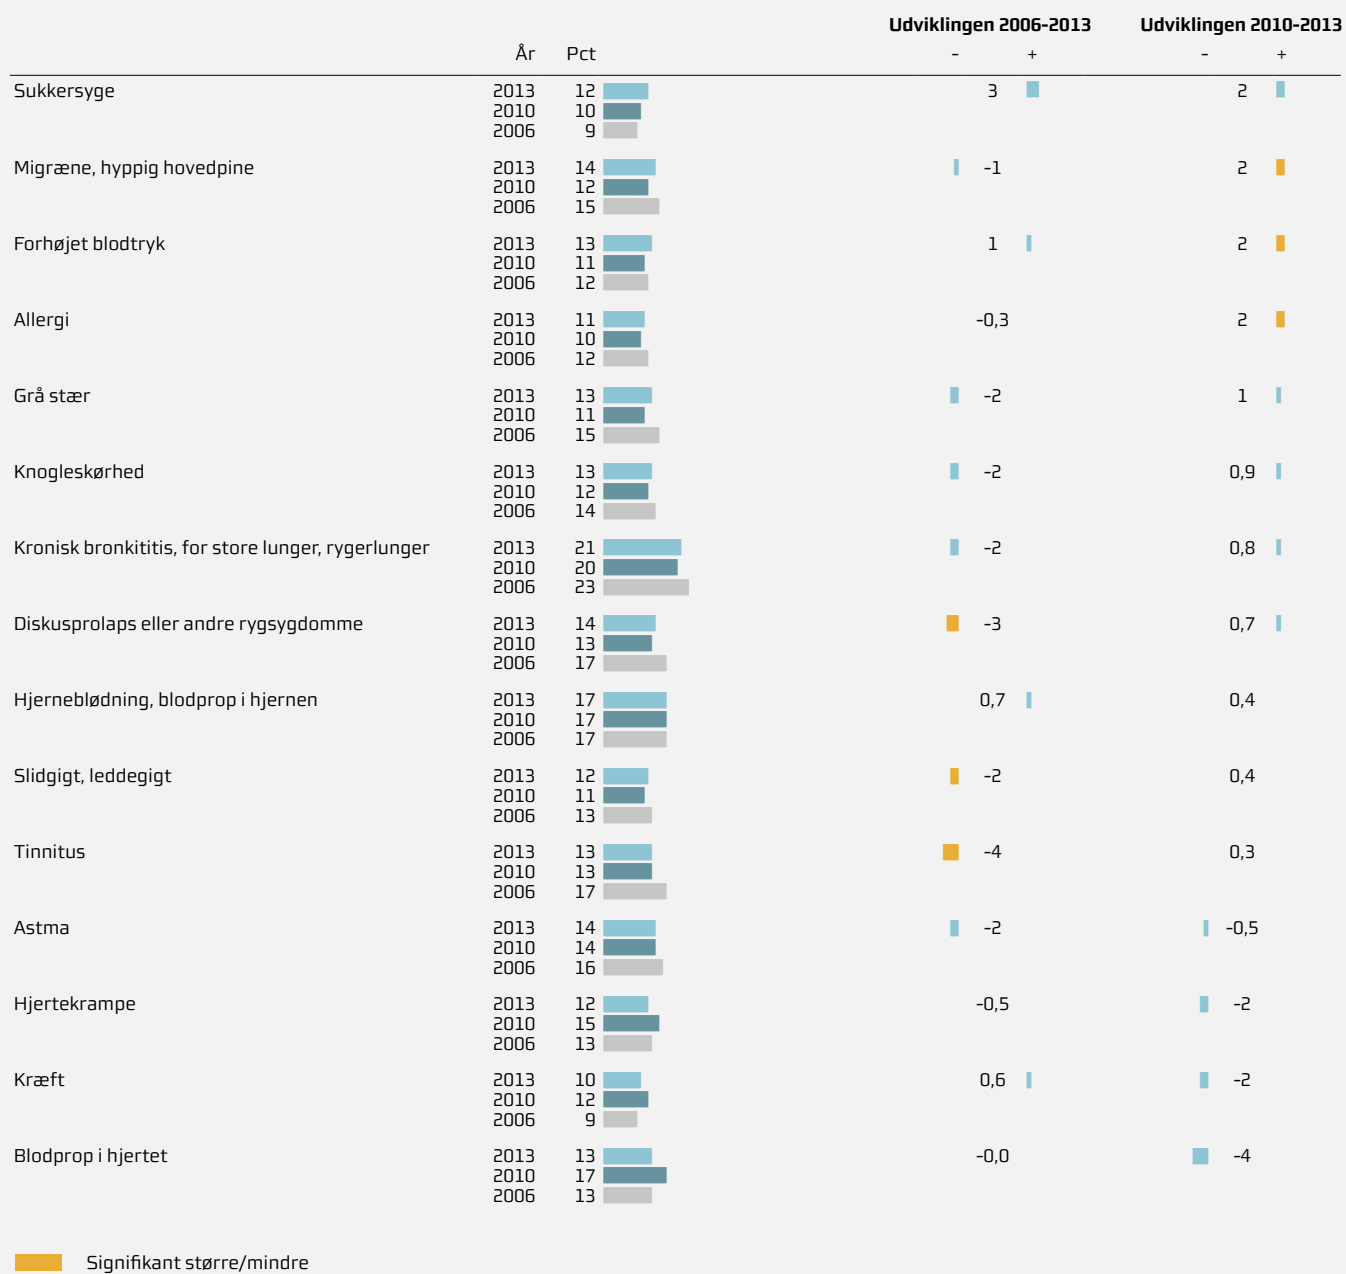 Udviklingen 2006-2013 Udviklingen 2010-2013
År Pct - + - +
Sukkersyge 2013 12 3 2
2010 10
2006 9
Migræne, hyppig hovedpine 2013 14 -1 2
2010 12
2006 15
Forhøjet blodtryk 2013 13 1 2
2010 11
2006 12
Allergi 2013 11 -0,3 2
2010 10
2006 12
Grå stær 2013 13 -2 1
2010 11
2006 15
Knogleskørhed 2013 13 -2 0,9
2010 12
2006 14
Kronisk bronkititis, for store lunger, rygerlunger 2013 21 -2 0,8
2010 20
2006 23
Diskusprolaps eller andre rygsygdomme 2013 14 -3 0,7
2010 13
2006 17
Hjerneblødning, blodprop i hjernen 2013 17 0,7 0,4
2010 17
2006 17
Slidgigt, leddegigt 2013 12 -2 0,4
2010 11
2006 13
Tinnitus 2013 13 -4 0,3
2010 13
2006 17
Astma 2013 14 -2 -0,5
2010 14
2006 16
Hjertekrampe 2013 12 -0,5 -2
2010 15
2006 13
Kræft 2013 10 0,6 -2
2010 12
2006 9
Blodprop i hjertet 2013 13 -0,0 -4
2010 17
2006 13
Signifikant større/mindre